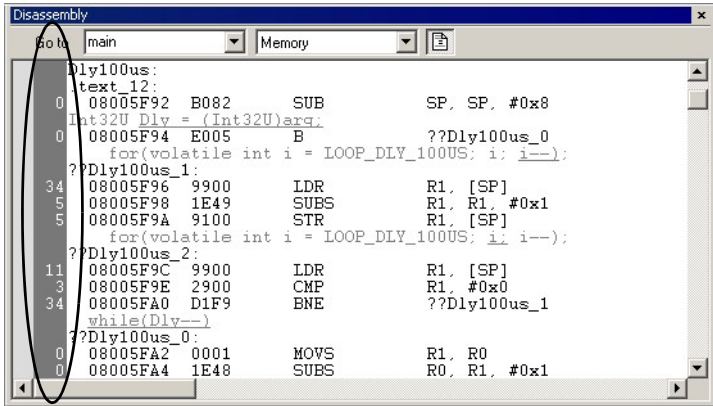 Disassembly
Go to main Memory
Dly100us:
.text_12:
0 08005F92 B082 SUB SP, SP, #0x8
Int32U Dly = (Int32U)arg;
0 08005F94 E005 B ??Dly100us_0
for(volatile int i = LOOP_DLY_100US; i; i--);
??Dly100us_1:
34 08005F96 9900 LDR R1, [SP]
5 08005F98 1E49 SUBS R1, R1, #0x1
5 08005F9A 9100 STR R1, [SP]
for(volatile int i = LOOP_DLY_100US; i; i--);
??Dly100us_2:
11 08005F9C 9900 LDR R1, [SP]
3 08005F9E 2900 CMP R1, #0x0
34 08005FA0 D1F9 BNE ??Dly100us_1
while(Dly--)
??Dly100us_0:
0 08005FA2 0001 MOVS R1, R0
0 08005FA4 1E48 SUBS R0, R1, #0x1